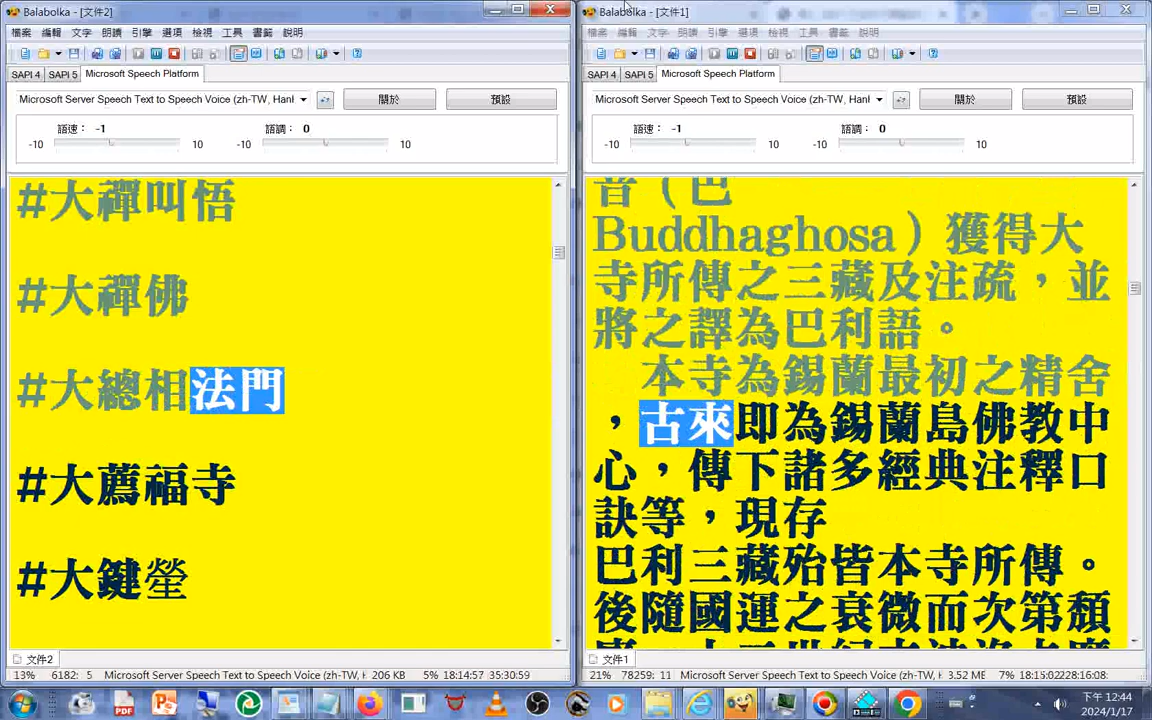 Balabolka - [文件2]
檔案 編輯 文字 朗讀 引擎 選項 檢視 工具 書籤 說明
SAPI 4 SAPI 5 Microsoft Speech Platform
Microsoft Server Speech Text to Speech Voice (zh-TW, Hanl
關於
預設
語速: -1
語調: 0
-10 10 -10 10
#大禪叫悟
#大禪佛
#大總相法門
#大薦福寺
#大鍵瑩
文件2
13% 6182: 5 Microsoft Server Speech Text to Speech Voice (zh-TW, 206 KB 5% 18:14:57 35:30:59
Balabolka - [文件1]
檔案 編輯 文字 朗讀 引擎 選項 檢視 工具 書籤 說明
SAPI 4 SAPI 5 Microsoft Speech Platform
Microsoft Server Speech Text to Speech Voice (zh-TW, Hanl
關於
預設
語速: -1
語調: 0
-10 10 -10 10
音（巴
Buddhaghosa）獲得大
寺所傳之三藏及注疏，並
將之譯為巴利語。
本寺為錫蘭最初之精舍
，古來即為錫蘭島佛教中
心，傳下諸多經典注釋口
訣等，現存
巴利三藏殆皆本寺所傳。
後隨國運之衰微而次第頹
文件1
21% 78259: 11 Microsoft Server Speech Text to Speech Voice (zh-TW, 3.52 MB 7% 18:15:02 228:16:08:
下午 12:44
2024/1/17